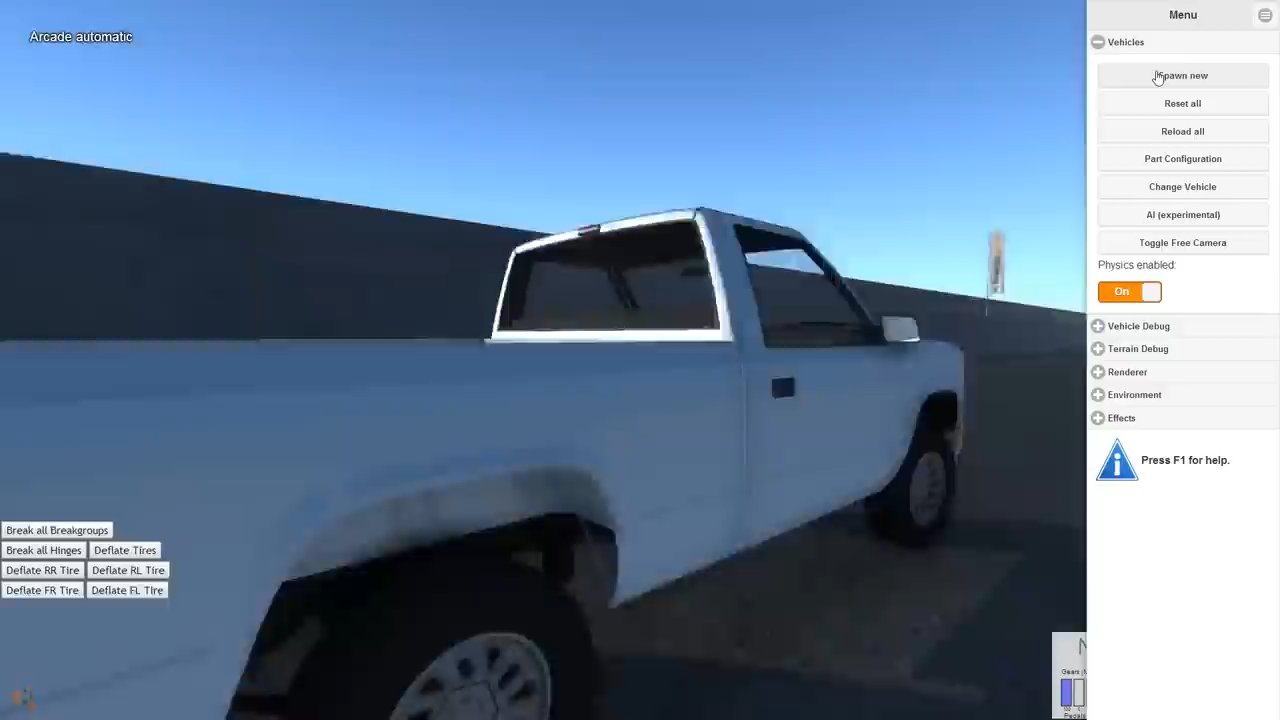 Arcade automatic
Menu
Vehicles
Spawn new
Reset all
Reload all
Part Configuration
Change Vehicle
AI (experimental)
Toggle Free Camera
Physics enabled:
On
Vehicle Debug
Terrain Debug
Renderer
Environment
Effects
Press F1 for help.
Break all Breakgroups
Break all Hinges Deflate Tires
Deflate RR Tire Deflate RL Tire
Deflate FR Tire Deflate FL Tire
N
Gears
Pedals